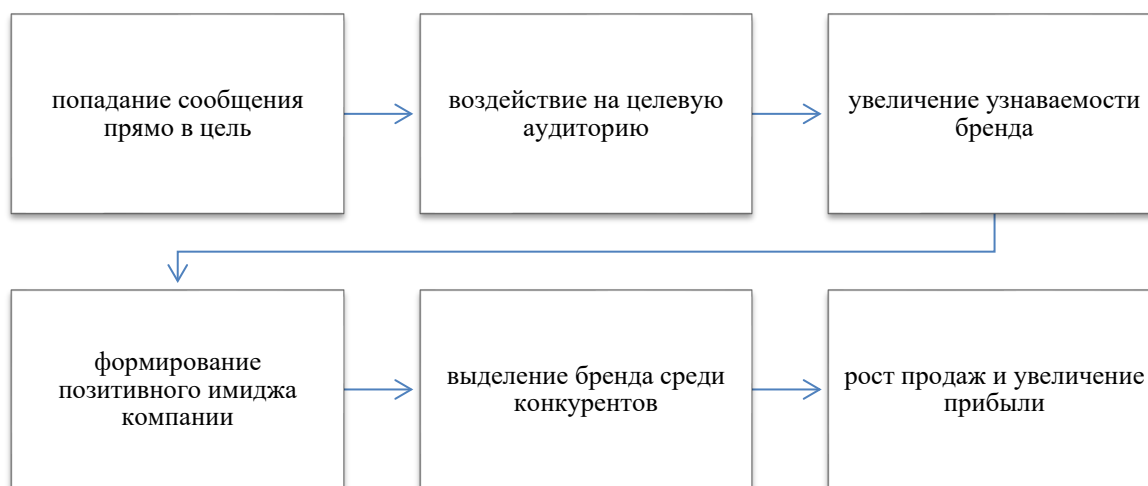 попадание сообщения
прямо в цель
воздействие на целевую
аудиторию
увеличение узнаваемости
бренда
формирование
позитивного имиджа
компании
выделение бренда среди
конкурентов
рост продаж и увеличение
прибыли